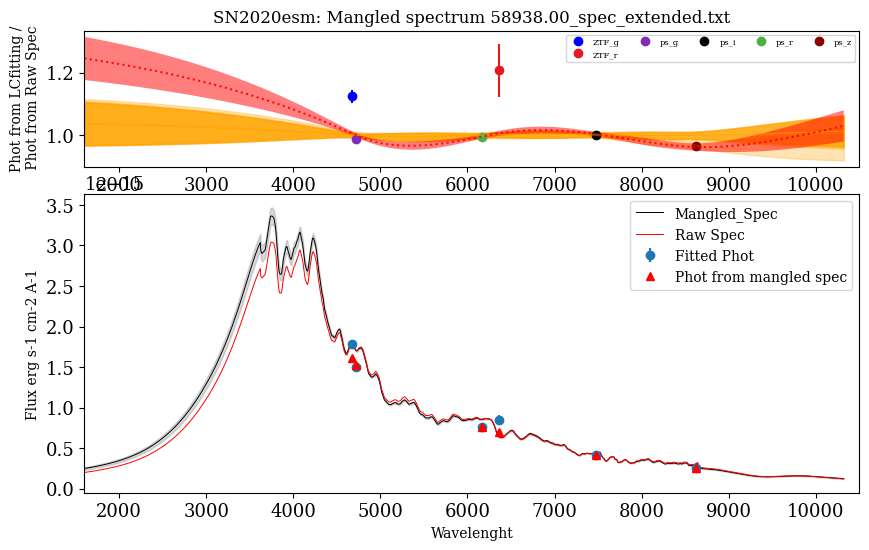 SN2020esm: Mangled spectrum 58938.00_spec_extended.txt
Phot from LCfitting /
Phot from Raw Spec
1.2
1.0
ZTF_g
ps_g
ps_i
ps_r
ps_z
ZTF_r
2000 3000 4000 5000 6000 7000 8000 9000 10000
1e−15
Flux erg s-1 cm-2 A-1
3.5
3.0
2.5
2.0
1.5
1.0
0.5
0.0
Mangled_Spec
Raw Spec
Fitted Phot
Phot from mangled spec
2000 3000 4000 5000 6000 7000 8000 9000 10000
Wavelenght